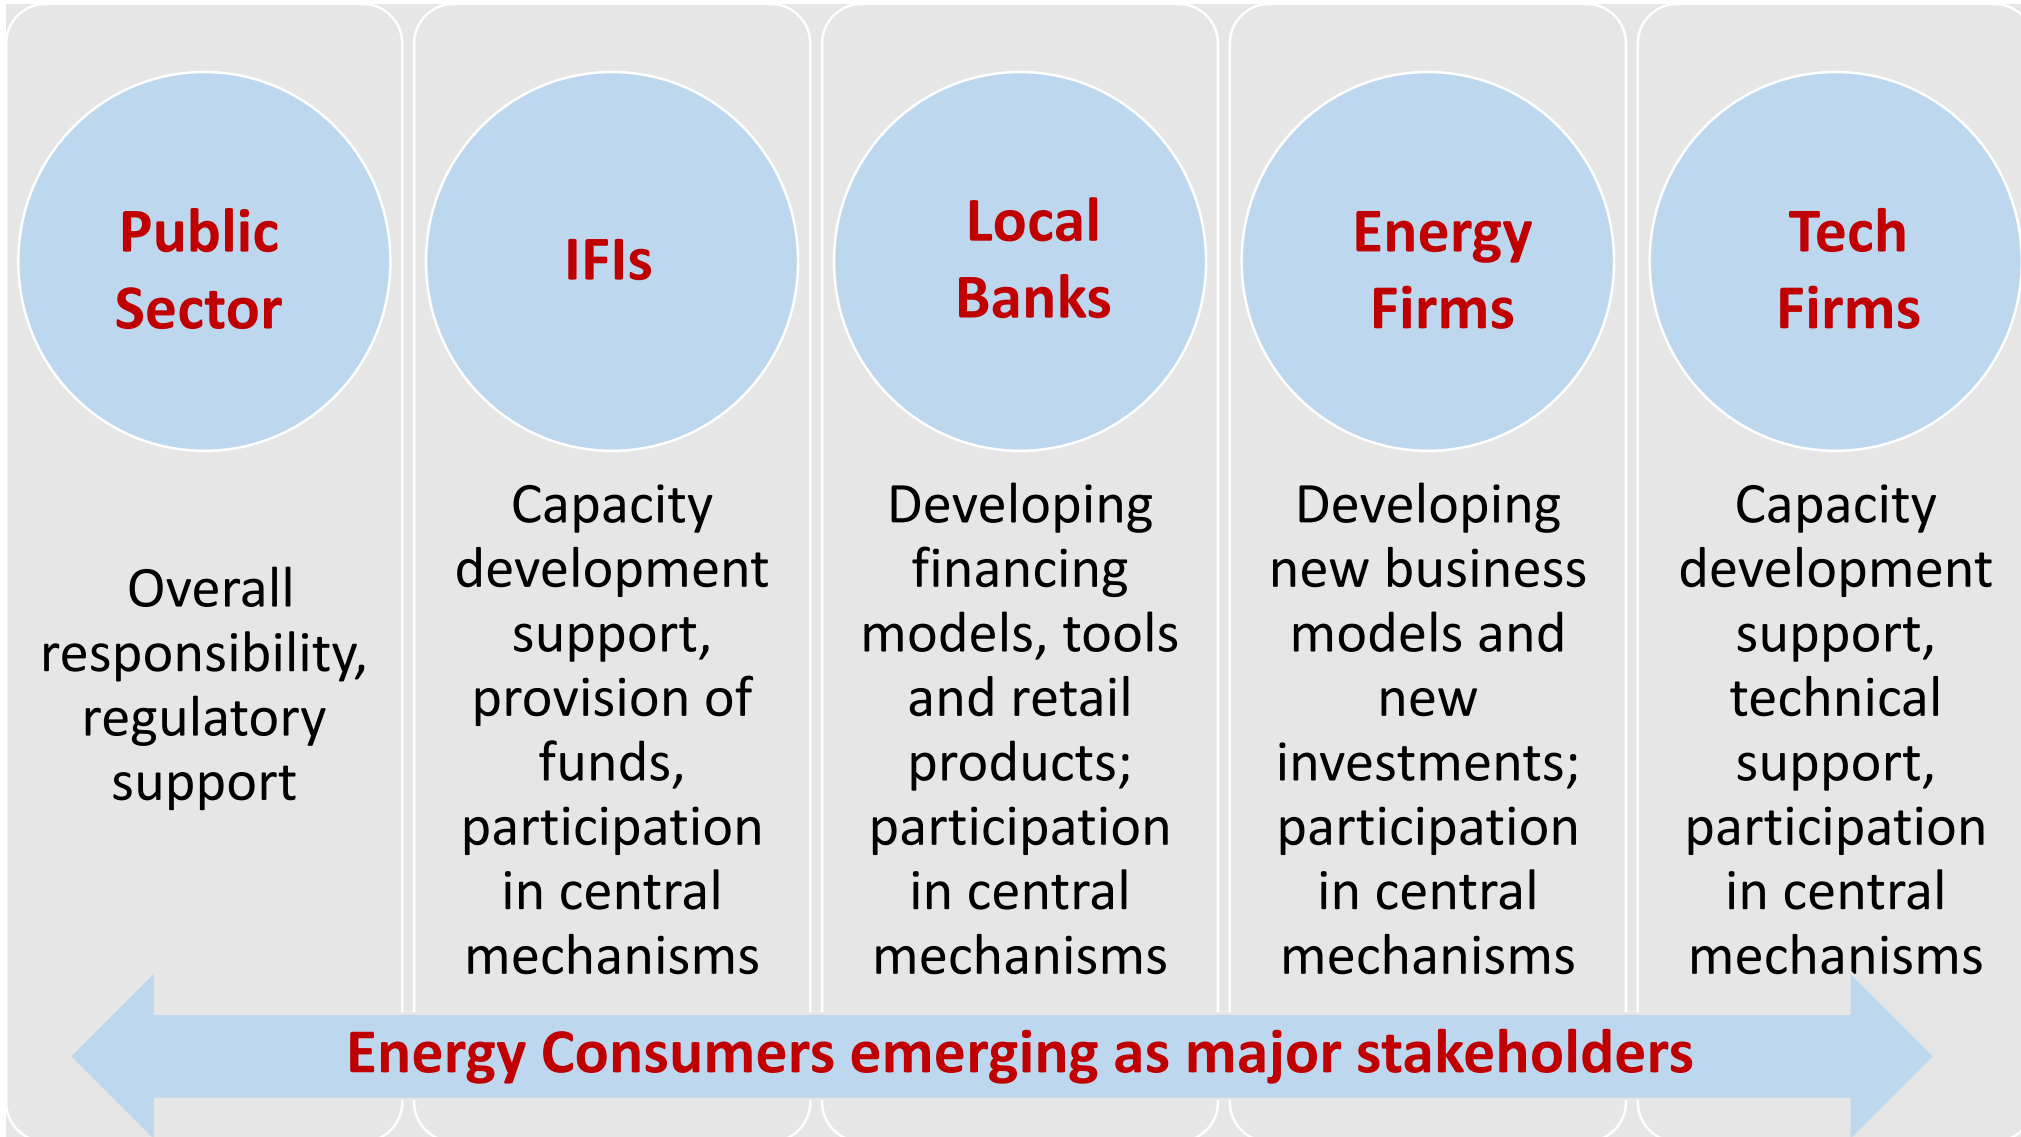 Public
Sector
Overall
responsibility,
regulatory
support
IFIs
Capacity
development
support,
provision of
funds,
participation
in central
mechanisms
Local
Banks
Developing
financing
models, tools
and retail
products;
participation
in central
mechanisms
Energy
Firms
Developing
new business
models and
new
investments;
participation
in central
mechanisms
Tech
Firms
Capacity
development
support,
technical
support,
participation
in central
mechanisms
Energy Consumers emerging as major stakeholders